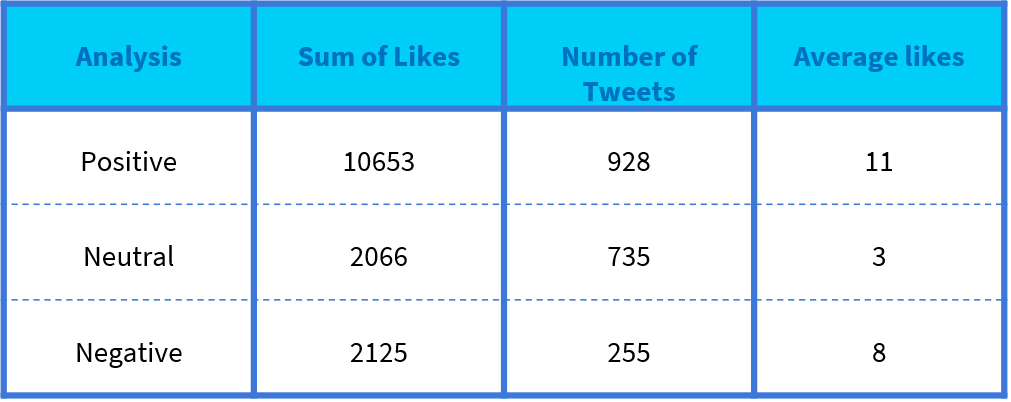 Analysis Sum of Likes Number of Tweets Average likes
Positive 10653 928 11
Neutral 2066 735 3
Negative 2125 255 8